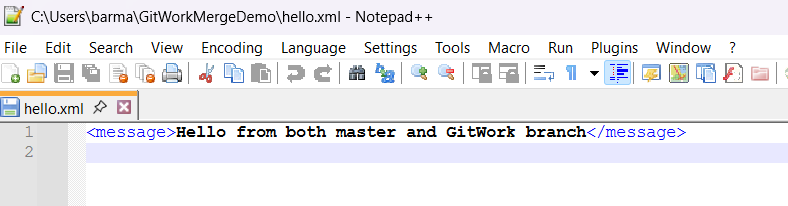 C:\Users\barma\GitWorkMergeDemo\hello.xml - Notepad++
File Edit Search View Encoding Language Settings Tools Macro Run Plugins Window ?
hello.xml
1 <message>Hello from both master and GitWork branch</message>
2